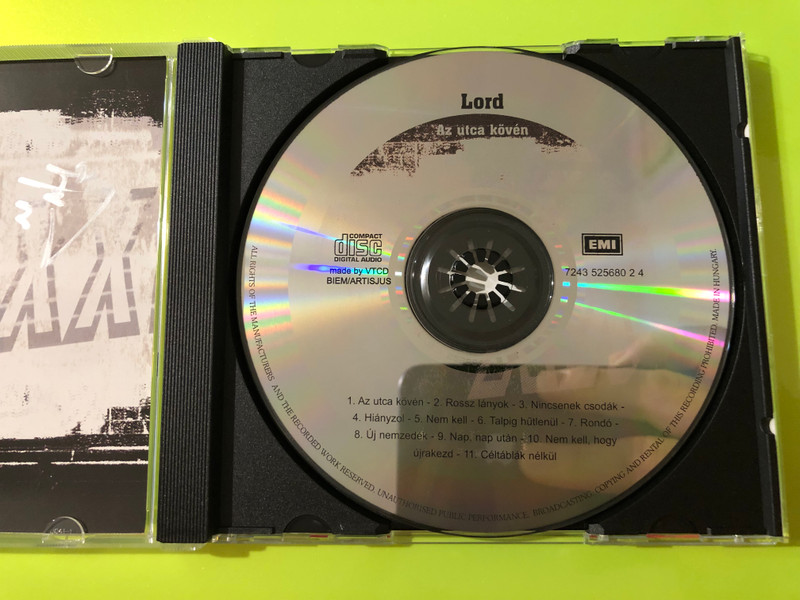 Lord
Az utca kövén
COMPACT
disc
DIGITAL AUDIO
made by VTCD
BIEM/ARTISJUS
EMI
7243 525680 2 4
1. Az utca kövén - 2. Rossz lányok - 3. Nincsenek csodák -
4. Hiányzol - 5. Nem kell - 6. Talpig hűtlenül - 7. Rondó -
8. Új nemzedék - 9. Nap, nap után - 10. Nem kell, hogy
újrakezd - 11. Céltáblák nélkül
ALL RIGHTS OF THE MANUFACTURERS AND THE RECORDED WORK RESERVED. UNAUTHORISED PUBLIC PERFORMANCE. BROADCASTING. COPYING AND RENTAL OF THIS RECORDING PROHIBITED. MADE IN HUNGARY.